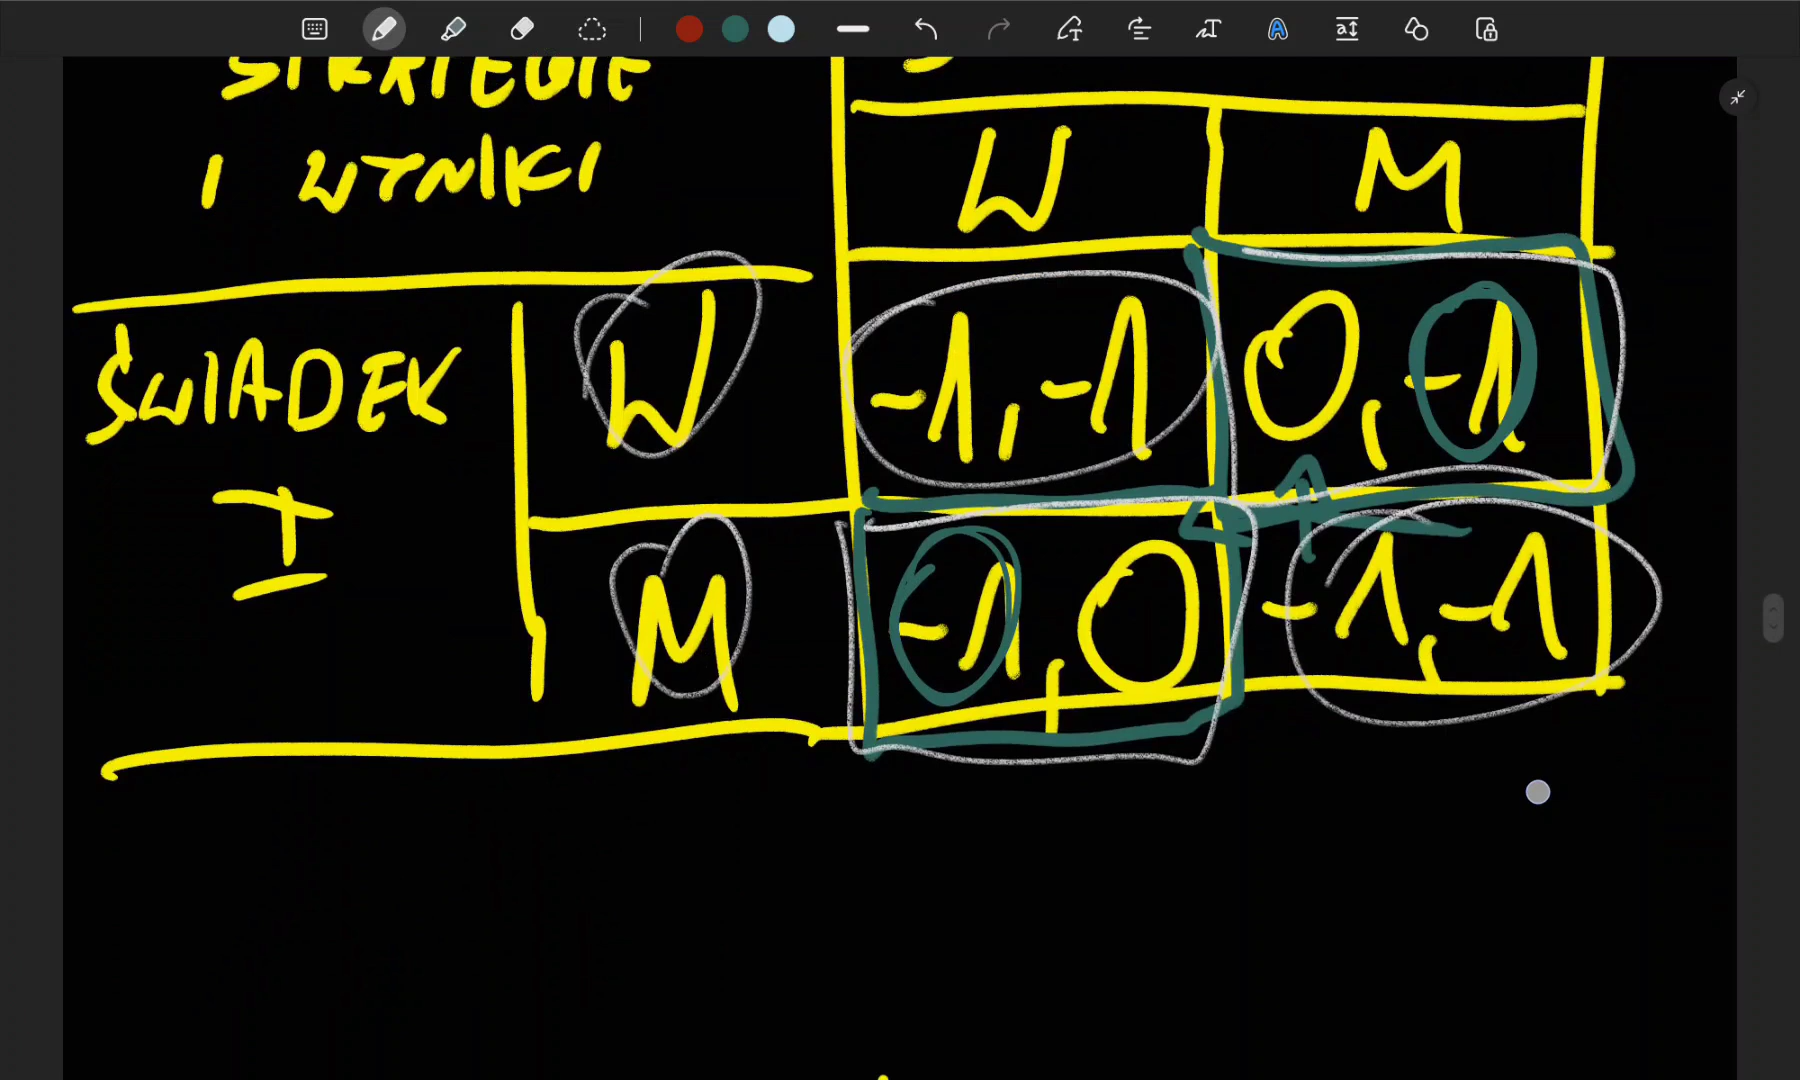 STRATEGIE
I WYNIKI
W M
ŚWIADEK W -1,-1 0,-1
I M -1,0 -1,-1